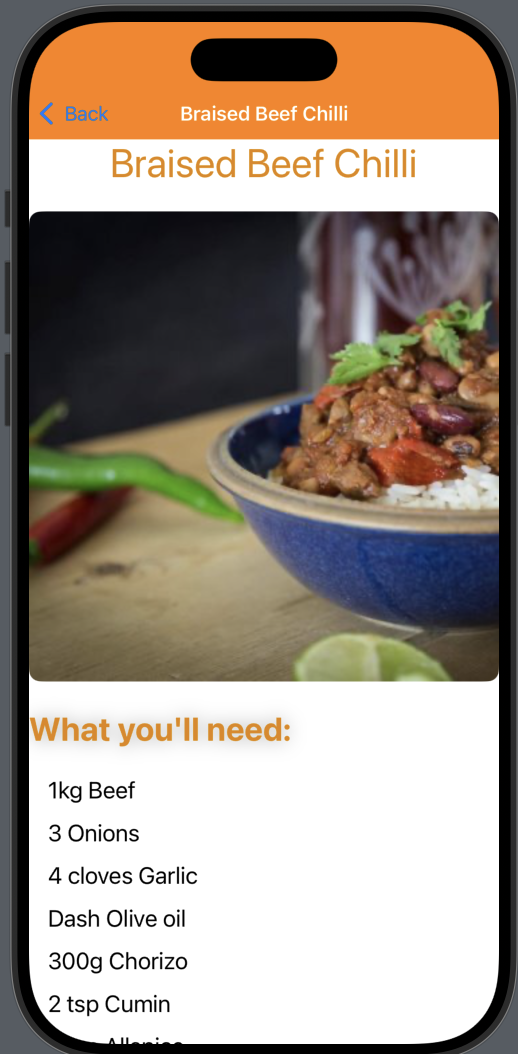 Back
Braised Beef Chilli
Braised Beef Chilli
What you'll need:
1kg Beef
3 Onions
4 cloves Garlic
Dash Olive oil
300g Chorizo
2 tsp Cumin
Allspice